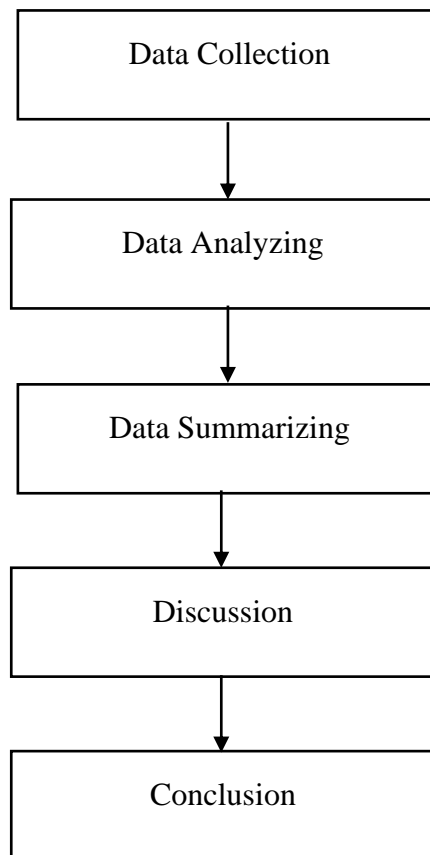 Data Collection
Data Analyzing
Data Summarizing
Discussion
Conclusion